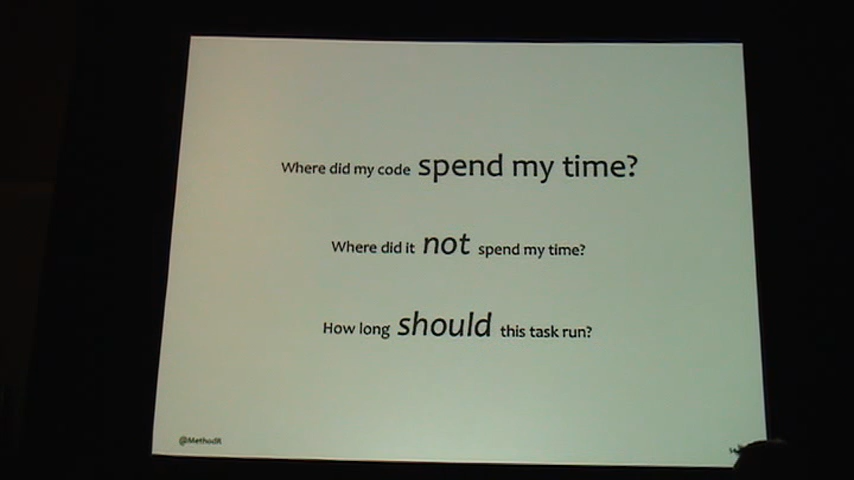 Where did my code spend my time?
Where did it not spend my time?
How long should this task run?
@MethodR